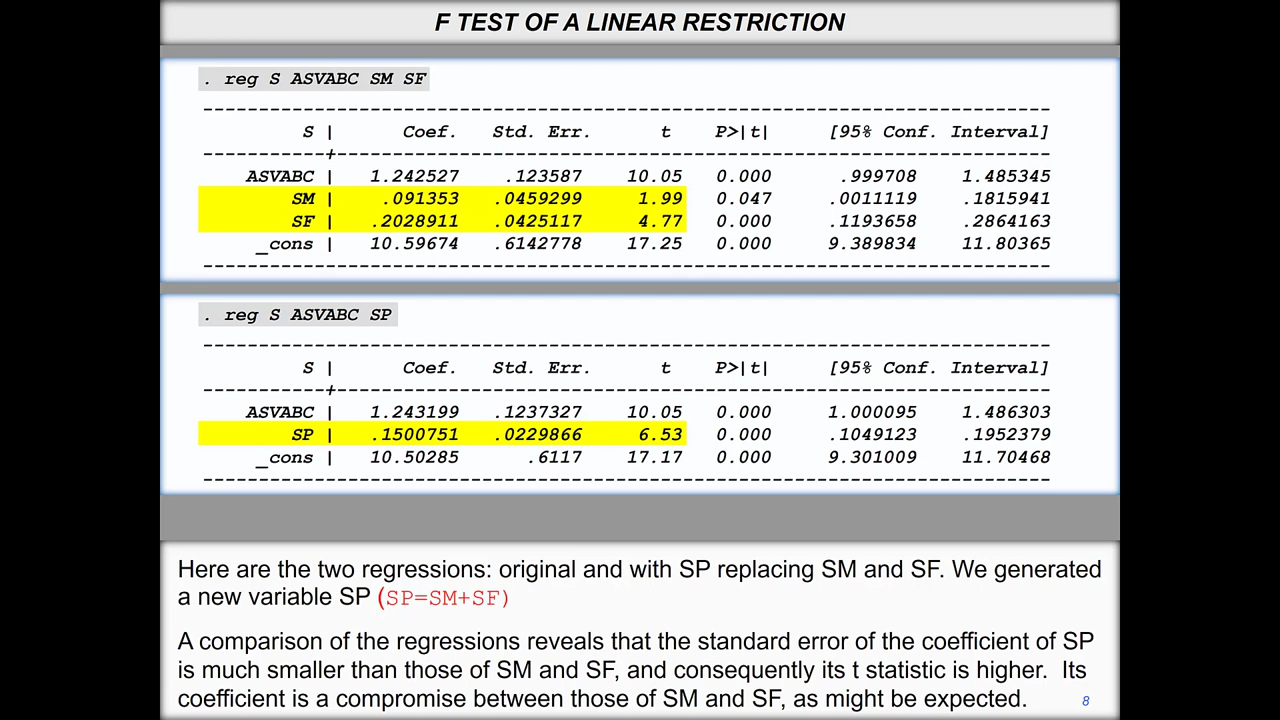 F TEST OF A LINEAR RESTRICTION
. reg S ASVABC SM SF
------------------------------------------------------------------------------
S | Coef. Std. Err. t P>|t| [95% Conf. Interval]
-------------+----------------------------------------------------------------
ASVABC | 1.242527 .123587 10.05 0.000 .999708 1.485345
SM | .091353 .0459299 1.99 0.047 .0011119 .1815941
SF | .2028911 .0425117 4.77 0.000 .1193658 .2864163
_cons | 10.59674 .6142778 17.25 0.000 9.389834 11.80365
------------------------------------------------------------------------------
. reg S ASVABC SP
------------------------------------------------------------------------------
S | Coef. Std. Err. t P>|t| [95% Conf. Interval]
-------------+----------------------------------------------------------------
ASVABC | 1.243199 .1237327 10.05 0.000 1.000095 1.486303
SP | .1500751 .0229866 6.53 0.000 .1049123 .1952379
_cons | 10.50285 .6117 17.17 0.000 9.301009 11.70468
------------------------------------------------------------------------------
Here are the two regressions: original and with SP replacing SM and SF. We generated
a new variable SP (SP=SM+SF)
A comparison of the regressions reveals that the standard error of the coefficient of SP
is much smaller than those of SM and SF, and consequently its t statistic is higher. Its
coefficient is a compromise between those of SM and SF, as might be expected.
8